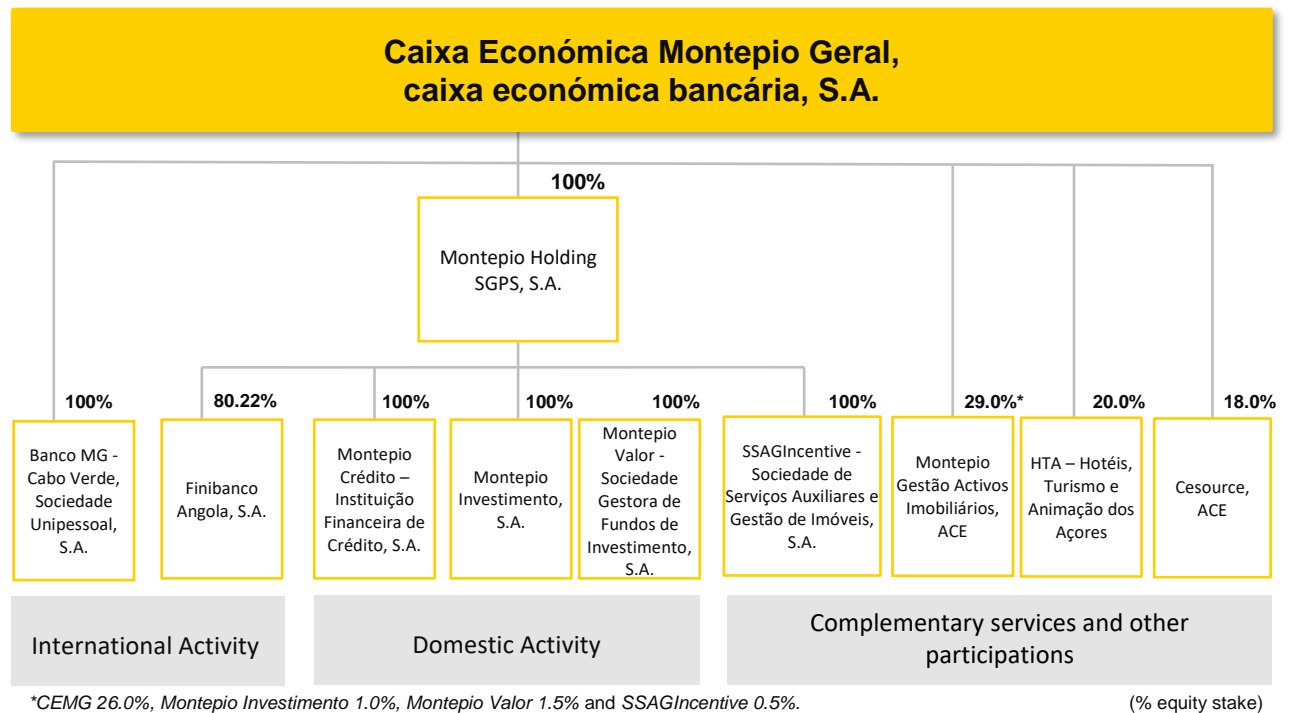 Caixa Económica Montepio Geral,
caixa económica bancária, S.A.
100%
Montepio Holding
SGPS, S.A.
100%
Banco MG -
Cabo Verde,
Sociedade
Unipessoal,
S.A.
80.22%
Finibanco
Angola, S.A.
100%
Montepio
Crédito –
Instituição
Financeira de
Crédito, S.A.
100%
Montepio
Investimento,
S.A.
100%
Montepio
Valor -
Sociedade
Gestora de
Fundos de
Investimento,
S.A.
100%
SSAGIncentive -
Sociedade de
Serviços Auxiliares e
Gestão de Imóveis,
S.A.
29.0%*
Montepio
Gestão Activos
Imobiliários,
ACE
20.0%
HTA – Hotéis,
Turismo e
Animação dos
Açores
18.0%
Cesource,
ACE
International Activity
Domestic Activity
Complementary services and other
participations
*CEMG 26.0%, Montepio Investimento 1.0%, Montepio Valor 1.5% and SSAGIncentive 0.5%.
(% equity stake)